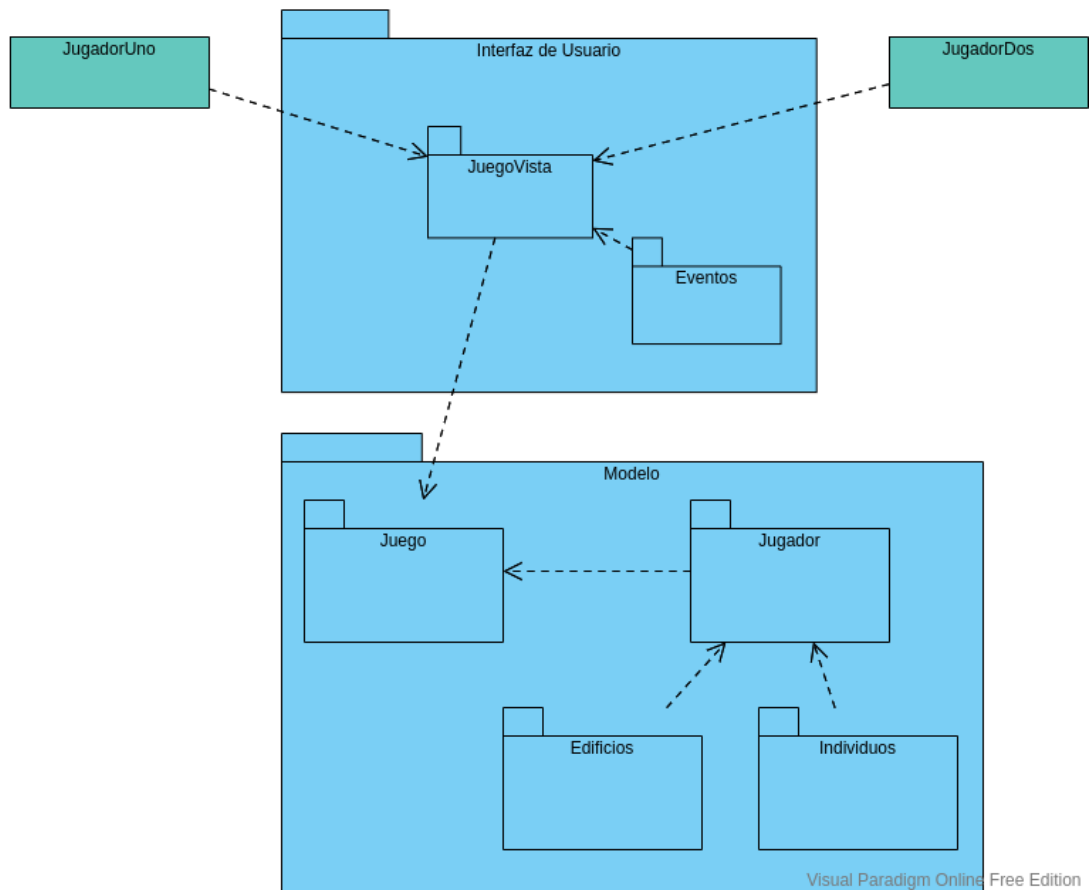 JugadorUno
Interfaz de Usuario
JugadorDos
JuegoVista
Eventos
Modelo
Juego
Jugador
Edificios
Individuos
Visual Paradigm Online Free Edition